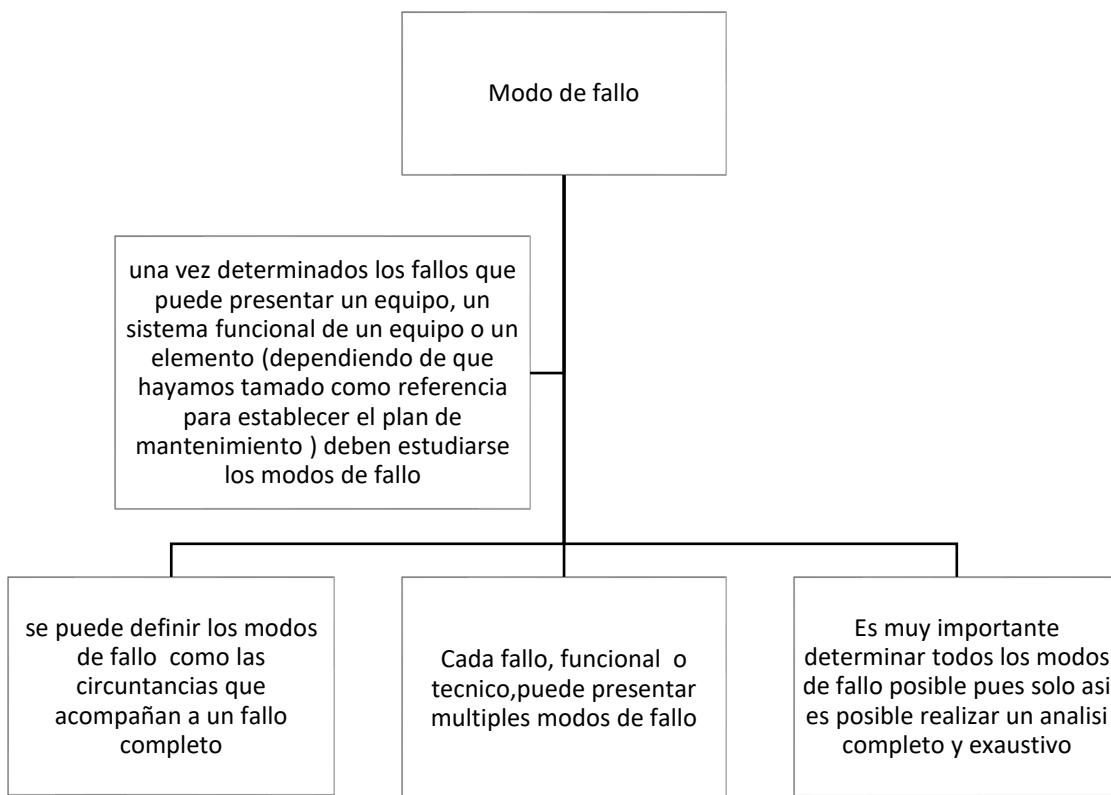 Modo de fallo
una vez determinados los fallos que
puede presentar un equipo, un
sistema funcional de un equipo o un
elemento (dependiendo de que
hayamos tamado como referencia
para establecer el plan de
mantenimiento ) deben estudiarse
los modos de fallo
se puede definir los modos
de fallo  como las
circuntancias que
acompañan a un fallo
completo
Cada fallo, funcional  o
tecnico,puede presentar
multiples modos de fallo
Es muy importante
determinar todos los modos
de fallo posible pues solo asi
es posible realizar un analisi
completo y exaustivo